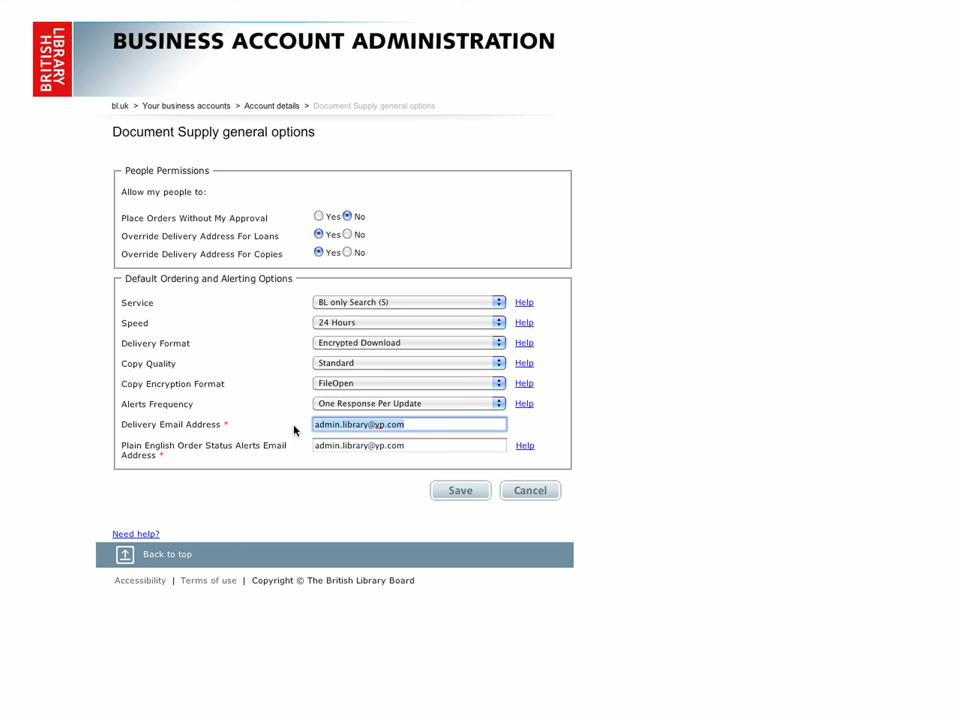 BRITISH
LIBRARY
BUSINESS ACCOUNT ADMINISTRATION
bl.uk > Your business accounts > Account details > Document Supply general options
Document Supply general options
People Permissions
Allow my people to:
Place Orders Without My Approval Yes No
Override Delivery Address For Loans Yes No
Override Delivery Address For Copies Yes No
Default Ordering and Alerting Options
Service BL only Search (S) Help
Speed 24 Hours Help
Delivery Format Encrypted Download Help
Copy Quality Standard Help
Copy Encryption Format FileOpen Help
Alerts Frequency One Response Per Update Help
Delivery Email Address * admin.library@yp.com
Plain English Order Status Alerts Email admin.library@yp.com Help
Address *
Save Cancel
Need help?
Back to top
Accessibility | Terms of use | Copyright © The British Library Board